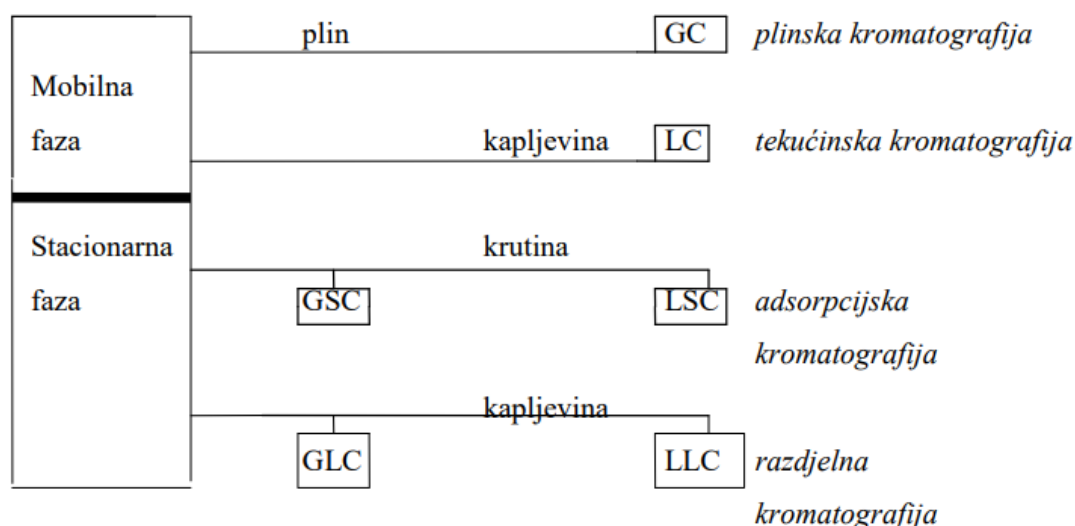 plin GC plinska kromatografija
Mobilna
faza kapljevina LC tekućinska kromatografija
Stacionarna krutina
faza GSC LSC adsorpcijska
kromatografija
kapljevina
GLC LLC razdjelna
kromatografija